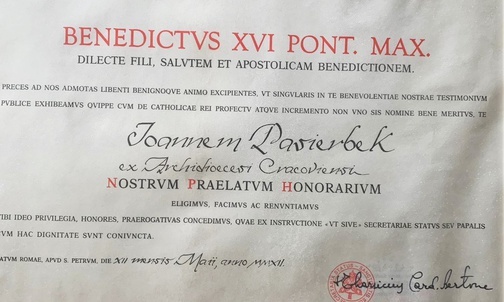 BENEDICTVS XVI PONT. MAX.
DILECTE FILI, SALVTEM ET APOSTOLICAM BENEDICTIONEM.
PRECES AD NOS ADMOTAS LIBENTI BENIGNOQVE ANIMO EXCIPIENTES, VT SINGVLARIS IN TE BENEVOLENTIAE NOSTRAE TESTIMONIVM
PVBLICE EXHIBEAMVS QVIPPE CVM DE CATHOLICAE REI PROFECTV ATQVE INCREMENTO NON VNO SIS NOMINE BENE MERITVS, TE
Ioannem Pasierbek
ex Archidioecesi Cracoviensi
NOSTRVM PRAELATVM HONORARIVM
ELIGIMVS, FACIMVS AC RENVNTIAMVS
TIBI IDEO PRIVILEGIA, HONORES, PRAEROGATIVAS CONCEDIMVS, QVAE EX INSTRVCTIONE «VT SIVE» SECRETARIAE STATVS SEV PAPALIS
CVM HAC DIGNITATE SVNT CONIVNCTA.
DATVM ROMAE, APVD S. PETRVM, DIE XII mensis Maii, anno MMXII.
Tharsicius Card. Bertone